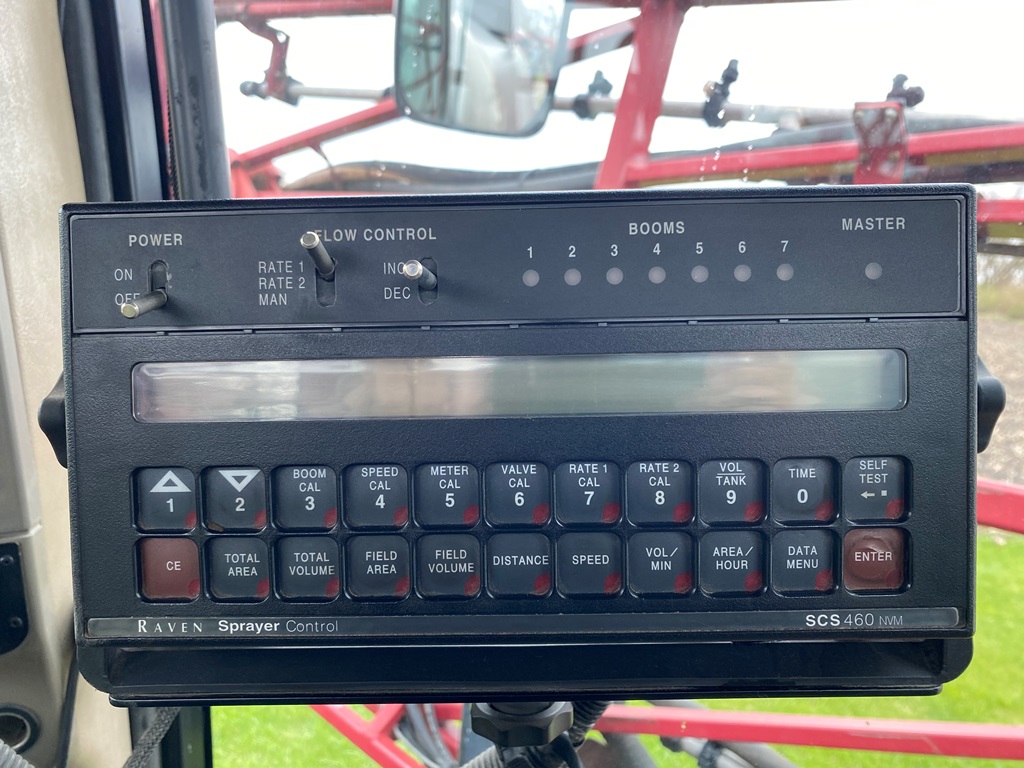 POWER
ON
OFF
FLOW CONTROL
RATE 1
RATE 2
MAN
INC
DEC
BOOMS
1 2 3 4 5 6 7
MASTER
1
2
BOOM
CAL
3
SPEED
CAL
4
METER
CAL
5
VALVE
CAL
6
RATE 1
CAL
7
RATE 2
CAL
8
VOL
TANK
9
TIME
0
SELF
TEST
CE
TOTAL
AREA
TOTAL
VOLUME
FIELD
AREA
FIELD
VOLUME
DISTANCE
SPEED
VOL/
MIN
AREA/
HOUR
DATA
MENU
ENTER
RAVEN Sprayer Control
SCS 460 NVM